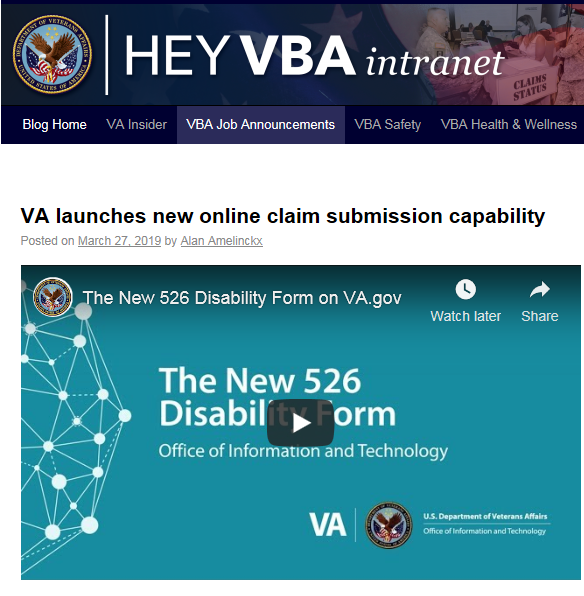 HEY VBA intranet
CLAIMS
STATUS
Blog Home VA Insider VBA Job Announcements VBA Safety VBA Health & Wellness
VA launches new online claim submission capability
Posted on March 27, 2019 by Alan Amelinckx
The New 526 Disability Form on VA.gov
Watch later Share
The New 526
Disability Form
Office of Information and Technology
VA
U.S. Department of Veterans Affairs
Office of Information and Technology